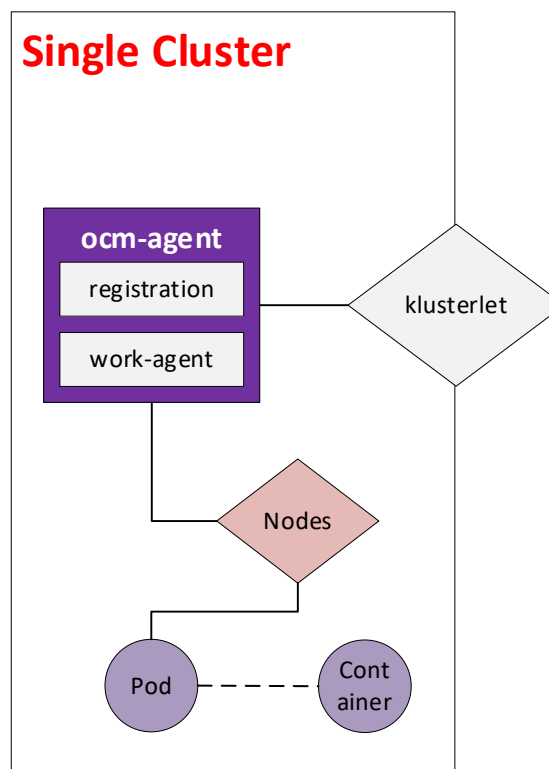 Single Cluster
ocm-agent
registration
work-agent
klusterlet
Nodes
Pod
Cont
ainer